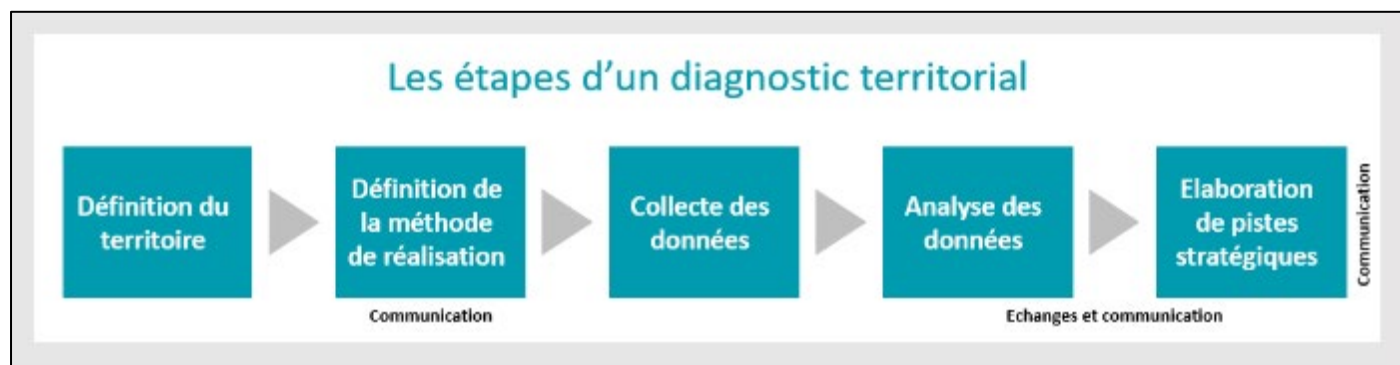 Les étapes d’un diagnostic territorial
Définition du
territoire
Définition de
la méthode
de réalisation
Collecte des
données
Analyse des
données
Elaboration
de pistes
stratégiques
Communication
Communication
Echanges et communication